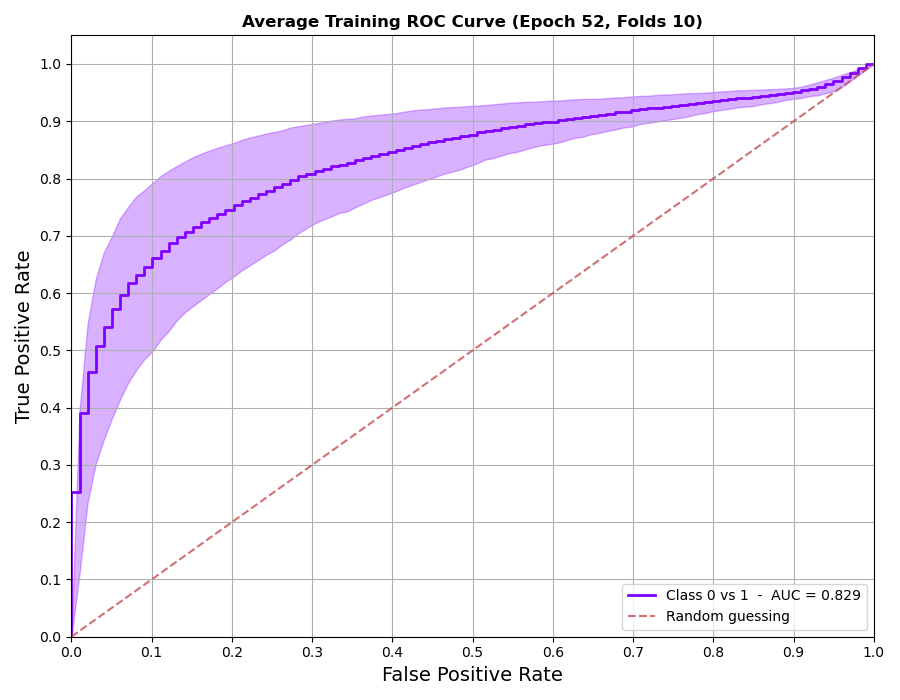 Average Training ROC Curve (Epoch 52, Folds 10)
True Positive Rate
1.0
0.9
0.8
0.7
0.6
0.5
0.4
0.3
0.2
0.1
0.0
Class 0 vs 1 - AUC = 0.829
Random guessing
0.0 0.1 0.2 0.3 0.4 0.5 0.6 0.7 0.8 0.9 1.0
False Positive Rate